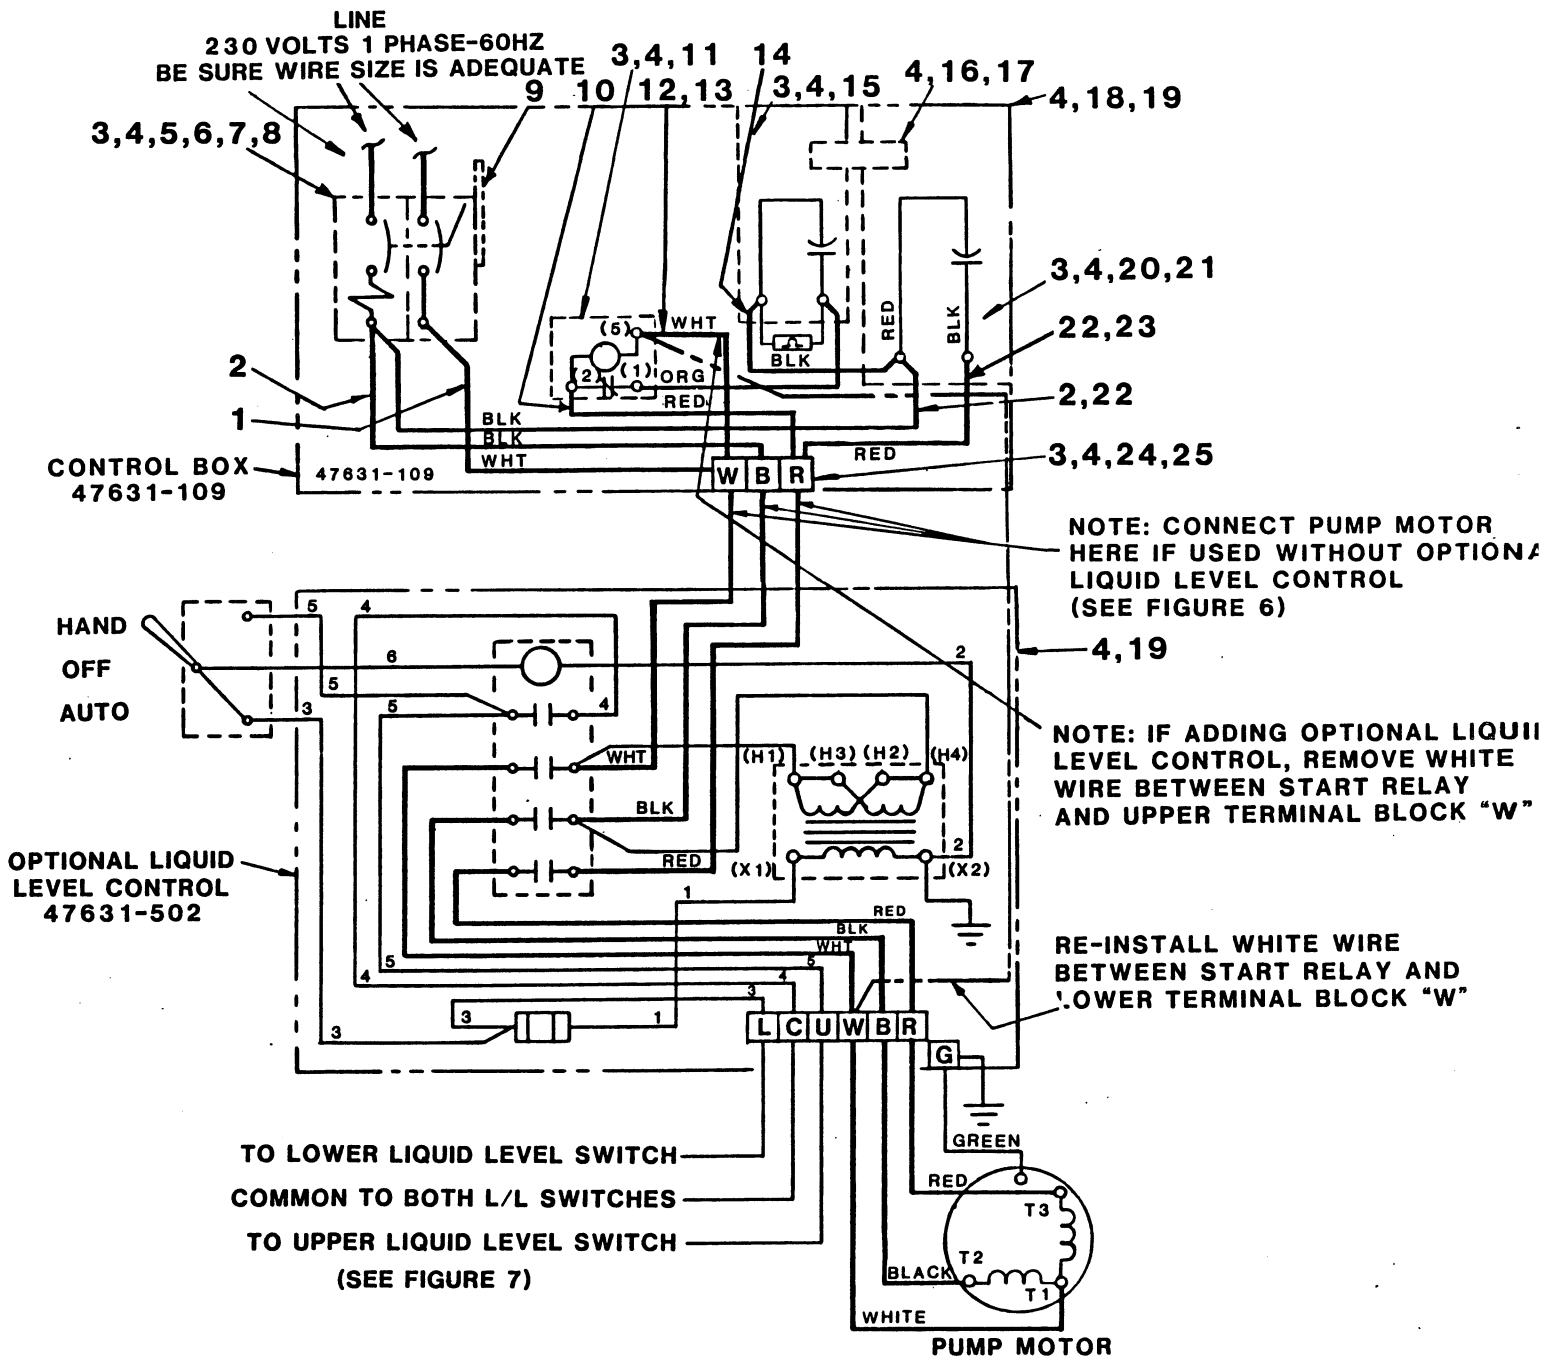 LINE
230 VOLTS 1 PHASE-60HZ
BE SURE WIRE SIZE IS ADEQUATE
3,4,11
14
4,16,17
9
10
12,13
3,4,15
4,18,19
3,4,5,6,7,8
3,4,20,21
22,23
(5)
WHT
RED
BLK
BLK
(2)
(1)
ORG
RED
2
2,22
1
BLK
BLK
WHT
RED
3,4,24,25
CONTROL BOX
47631-109
47631-109
W B R
NOTE: CONNECT PUMP MOTOR
HERE IF USED WITHOUT OPTIONA
LIQUID LEVEL CONTROL
(SEE FIGURE 6)
HAND
OFF
AUTO
5
4
6
2
4,19
5
5
4
3
WHT
(H1)
(H3)
(H2)
(H4)
NOTE: IF ADDING OPTIONAL LIQUI
LEVEL CONTROL, REMOVE WHITE
WIRE BETWEEN START RELAY
AND UPPER TERMINAL BLOCK "W"
BLK
2
RED
(X1)
(X2)
OPTIONAL LIQUID
LEVEL CONTROL
47631-502
1
RED
BLK
WHT
5
5
4
4
3
RE-INSTALL WHITE WIRE
BETWEEN START RELAY AND
LOWER TERMINAL BLOCK "W"
3
1
3
L C U W B R
G
GREEN
TO LOWER LIQUID LEVEL SWITCH
COMMON TO BOTH L/L SWITCHES
TO UPPER LIQUID LEVEL SWITCH
(SEE FIGURE 7)
RED
T3
T2
BLACK
T1
WHITE
PUMP MOTOR